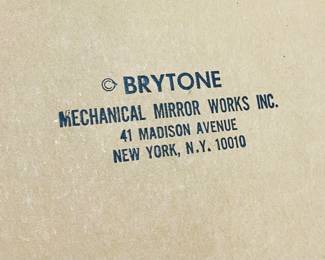 © BRYTONE
MECHANICAL MIRROR WORKS INC.
41 MADISON AVENUE
NEW YORK, N.Y. 10010